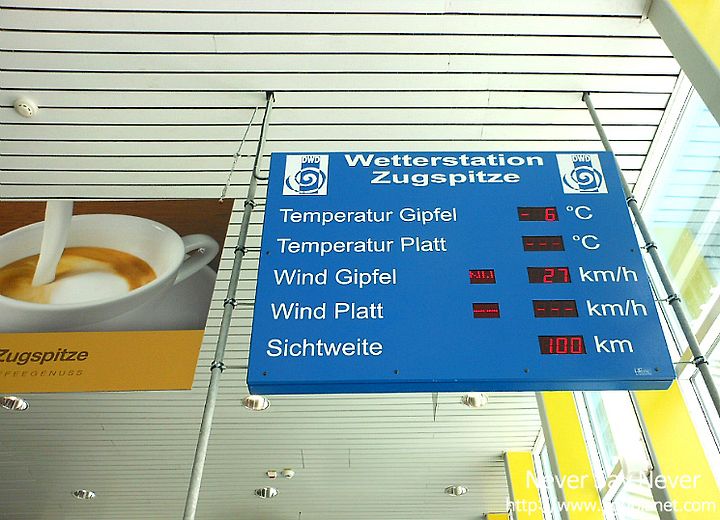 DWD
DWD
Wetterstation
Zugspitze
Temperatur Gipfel - 6 °C
Temperatur Platt - - - °C
Wind Gipfel 27 km/h
Wind Platt - - - km/h
Sichtweite 100 km
Zugspitze
FFEEGENUSS
Never Say Never